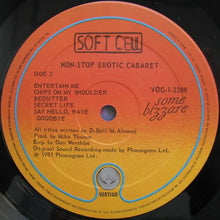 SOFT CELL
NON-STOP EROTIC CABARET
SIDE 2
VOG-1-3309
ENTERTAIN ME
CHIPS ON MY SHOULDER
BEDSITTER
SECRET LIFE
SAY HELLO, WAVE
GOODBYE
some
bizzare
All titles written by D. Ball/M. Almond
Prod. by Mike Thorne
Eng. by Don Wershba
Original Sound Recording made by Phonogram Ltd.
℗ 1981 Phonogram Ltd.
VERTIGO